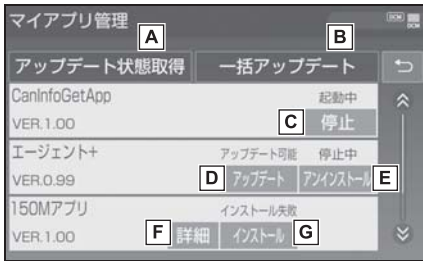 マイアプリ管理
A B
アップデート状態取得 一括アップデート
CanInfoGetApp 起動中
VER.1.00 C 停止
エージェント+ アップデート可能 停止中
VER.0.99 D アップデート アンインストール E
150Mアプリ インストール失敗
VER.1.00 F 詳細 インストール G